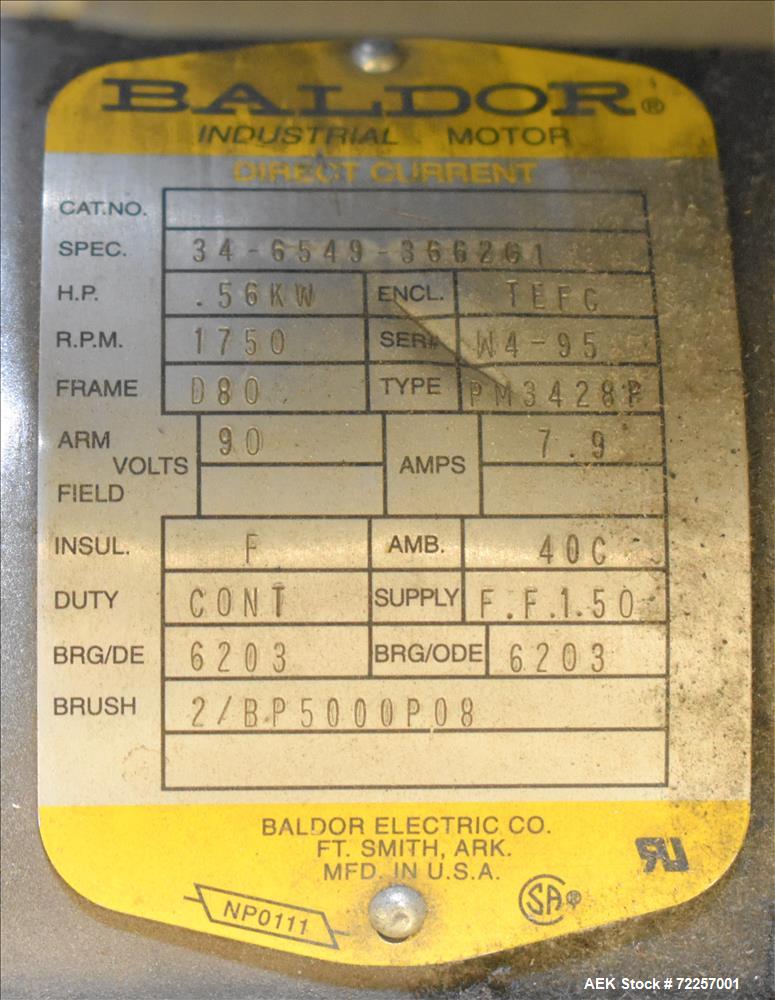 BALDOR®
INDUSTRIAL MOTOR
DIRECT CURRENT
CAT.NO.
SPEC. 34-6549-3662G1
H.P. .56KW ENCL. TEFC
R.P.M. 1750 SER# W4-95
FRAME D80 TYPE PM3428P
ARM 90 7.9
VOLTS AMPS
FIELD
INSUL. F AMB. 40C
DUTY CONT SUPPLY F.F.1.50
BRG/DE 6203 BRG/ODE 6203
BRUSH 2/BP5000P08
BALDOR ELECTRIC CO.
FT. SMITH, ARK.
MFD. IN U.S.A.
NP0111
SA®
RU
AEK Stock # 72257001